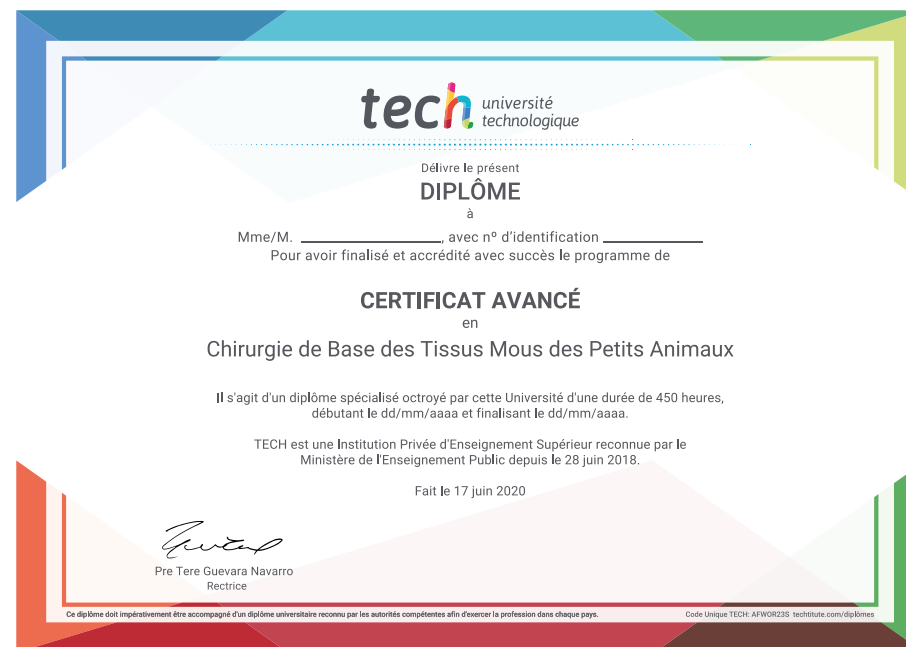 tech université
technologique
Délivre le présent
DIPLÔME
à
Mme/M. ____________________, avec nº d'identification ______________
Pour avoir finalisé et accrédité avec succès le programme de
CERTIFICAT AVANCÉ
en
Chirurgie de Base des Tissus Mous des Petits Animaux
Il s'agit d'un diplôme spécialisé octroyé par cette Université d'une durée de 450 heures,
débutant le dd/mm/aaaa et finalisant le dd/mm/aaaa.
TECH est une Institution Privée d'Enseignement Supérieur reconnue par le
Ministère de l'Enseignement Public depuis le 28 juin 2018.
Fait le 17 juin 2020
Pre Tere Guevara Navarro
Rectrice
Ce diplôme doit impérativement être accompagné d'un diplôme universitaire reconnu par les autorités compétentes afin d'exercer la profession dans chaque pays.
Code Unique TECH: AFWOR23S techtitute.com/diplômes